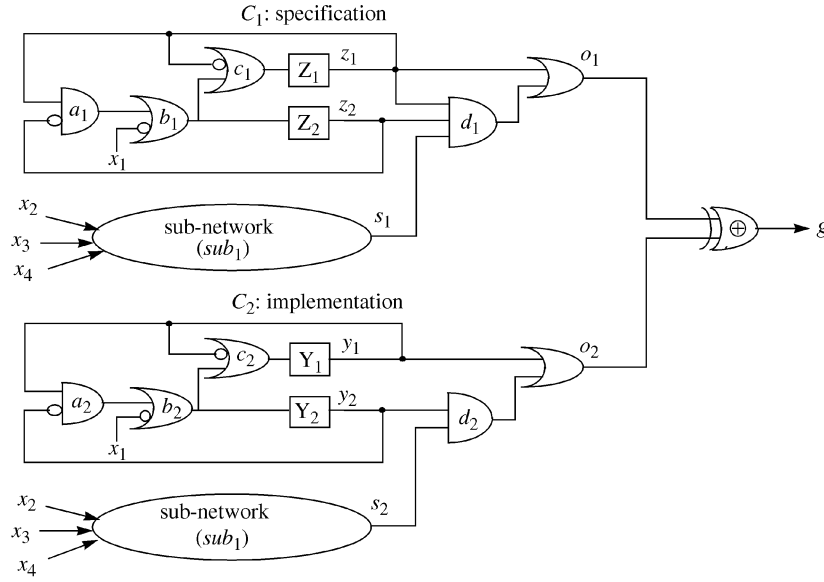 C1: specification
c1
Z1
z1
o1
a1
b1
Z2
z2
d1
x1
x2
x3
x4
sub-network
(sub1)
s1
⊕
g
C2: implementation
c2
Y1
y1
o2
a2
b2
Y2
y2
d2
x1
x2
x3
x4
sub-network
(sub1)
s2